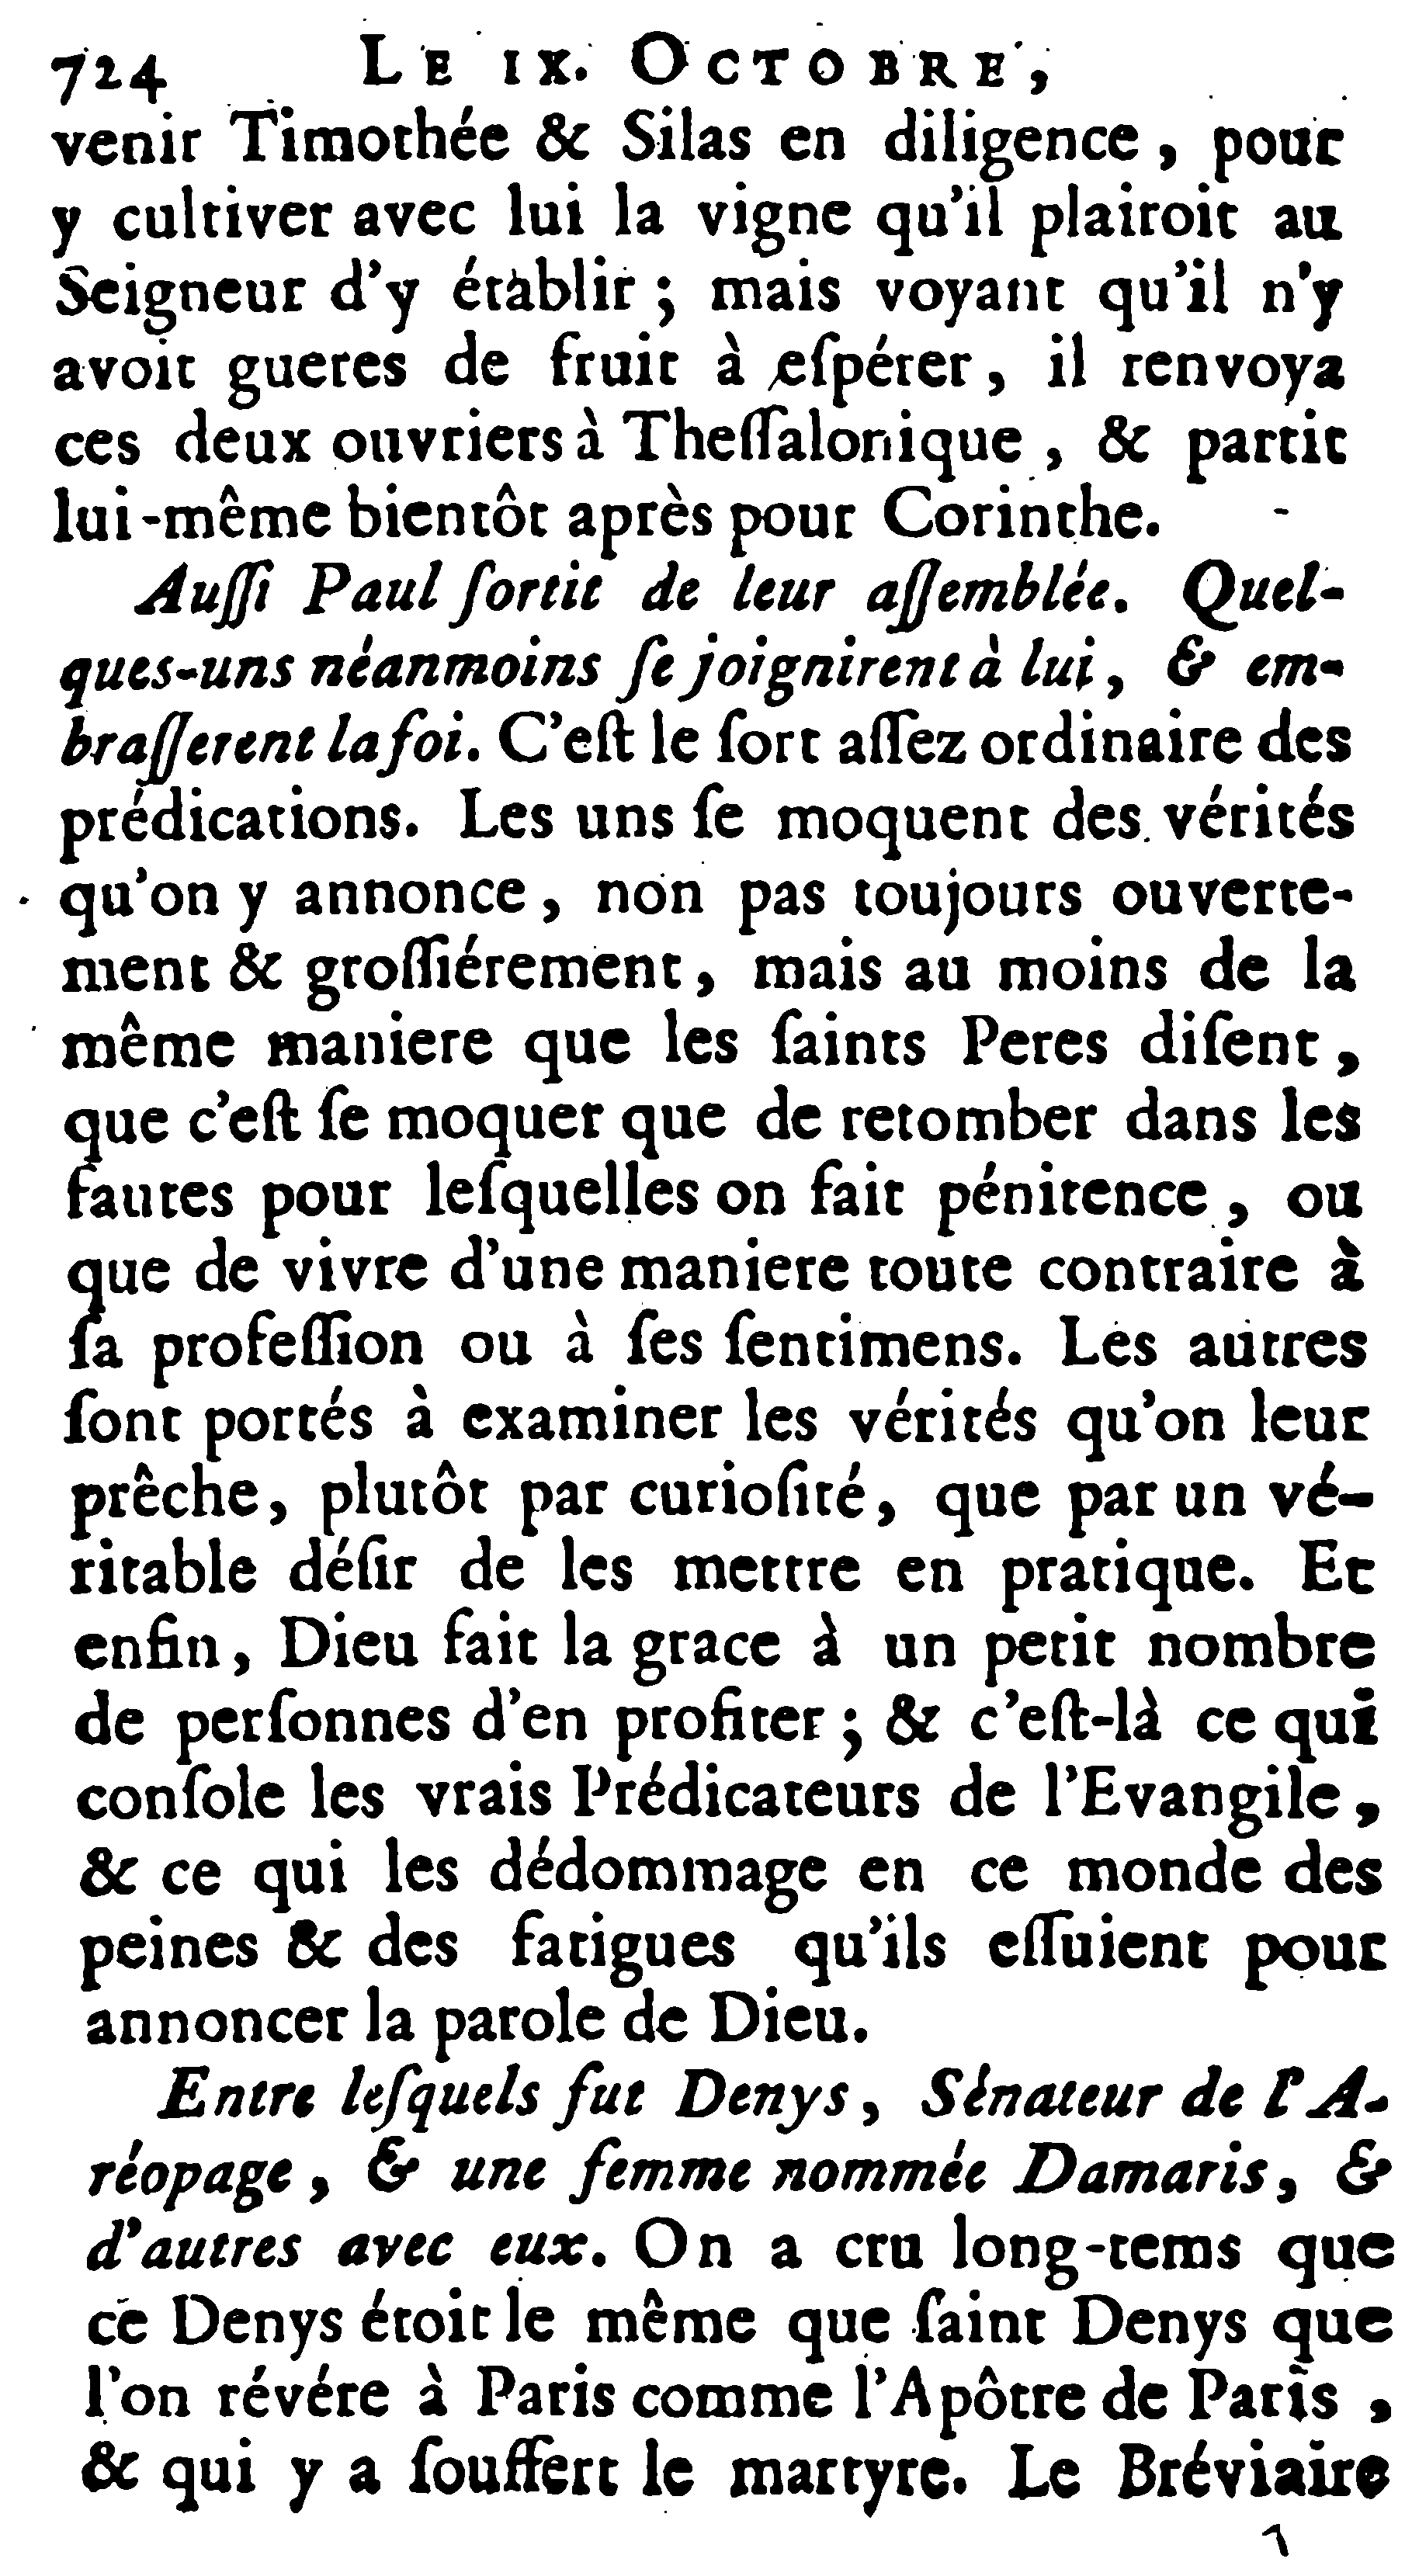 724 LE IX. OCTOBRE,
venir Timothée & Silas en diligence, pour
y cultiver avec lui la vigne qu'il plairoit au
Seigneur d'y établir ; mais voyant qu'il n'y
avoit gueres de fruit à eſpérer, il renvoya
ces deux ouvriers à Theſſalonique, & partit
lui-même bientôt après pour Corinthe.
Auſſi Paul ſortit de leur aſſemblée. Quel-
ques-uns néanmoins ſe joignirent à lui, & em-
braſſerent la foi. C'eſt le ſort aſſez ordinaire des
prédications. Les uns ſe moquent des vérités
qu'on y annonce, non pas toujours ouverte-
ment & groſſiérement, mais au moins de la
même maniere que les ſaints Peres diſent,
que c'eſt ſe moquer que de retomber dans les
fautes pour leſquelles on fait pénitence, ou
que de vivre d'une maniere toute contraire à
ſa profeſſion ou à ſes ſentimens. Les autres
ſont portés à examiner les vérités qu'on leur
prêche, plutôt par curioſité, que par un vé-
ritable déſir de les mettre en pratique. Et
enfin, Dieu fait la grace à un petit nombre
de perſonnes d'en profiter ; & c'eſt-là ce qui
conſole les vrais Prédicateurs de l'Evangile,
& ce qui les dédommage en ce monde des
peines & des fatigues qu'ils eſſuient pour
annoncer la parole de Dieu.
Entre leſquels fut Denys, Sénateur de l'A-
réopage, & une femme nommée Damaris, &
d'autres avec eux. On a cru long-tems que
ce Denys étoit le même que ſaint Denys que
l'on révére à Paris comme l'Apôtre de Paris,
& qui y a ſouffert le martyre. Le Bréviaire